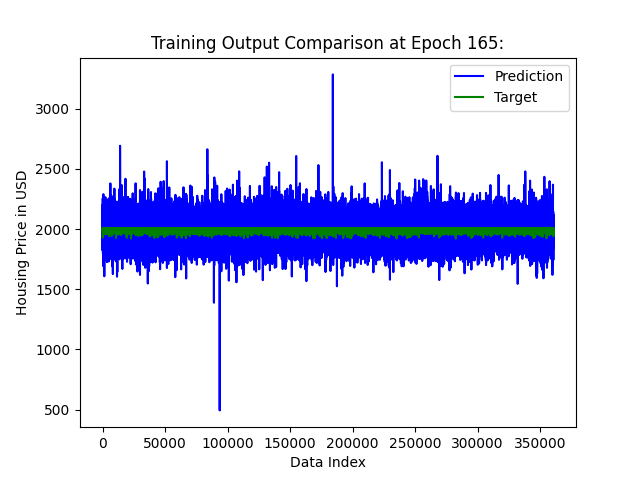 Training Output Comparison at Epoch 165:
Prediction
Target
Housing Price in USD
3000
2500
2000
1500
1000
500
0 50000 100000 150000 200000 250000 300000 350000
Data Index